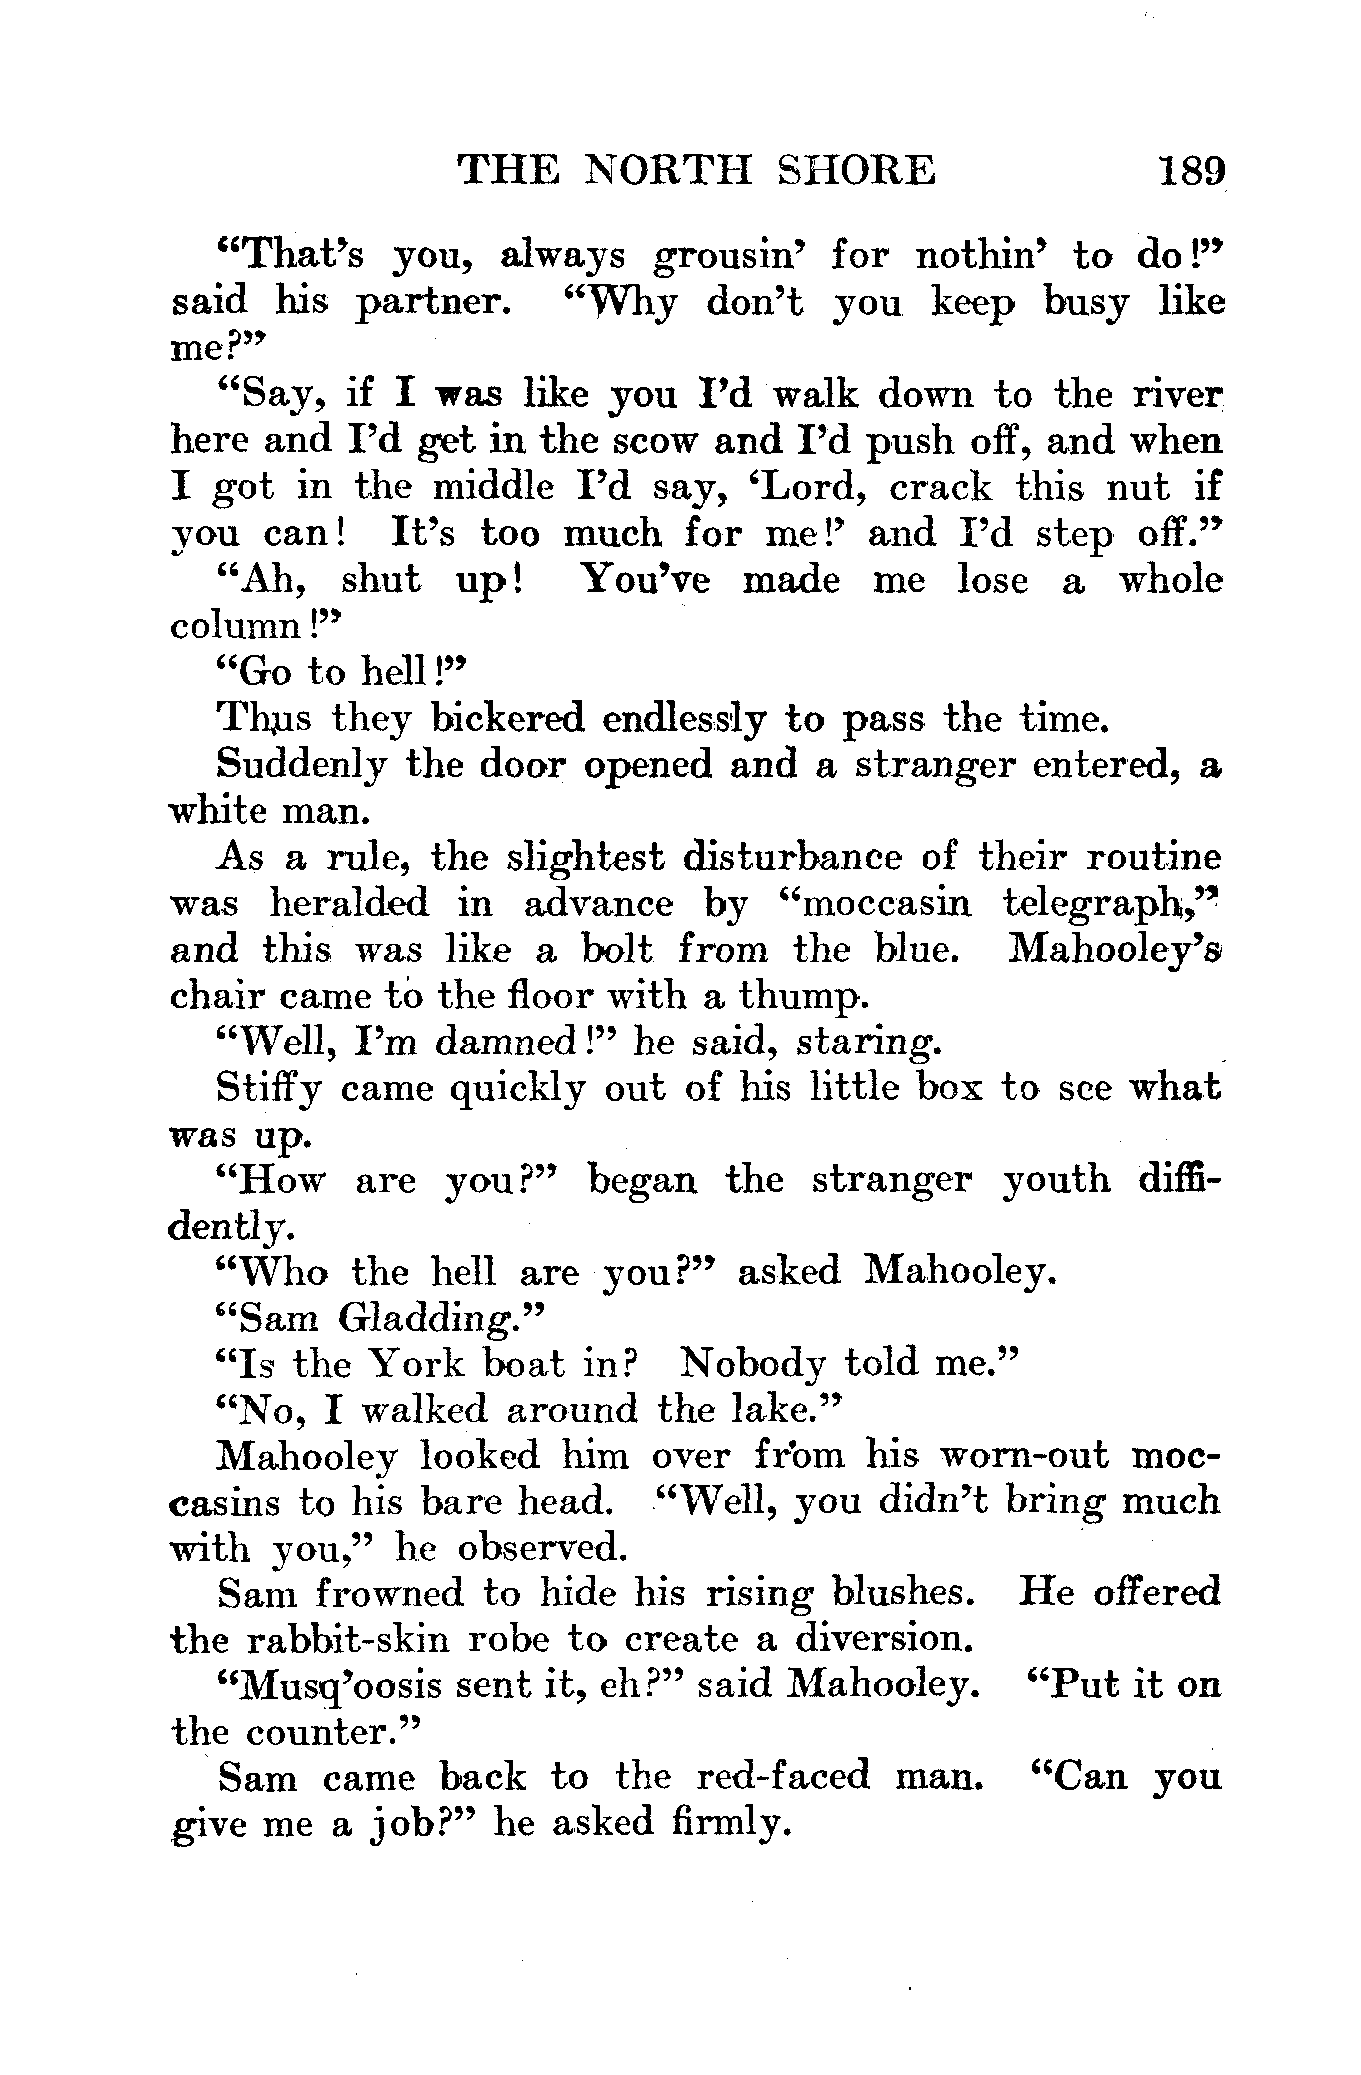 THE NORTH SHORE 189
“That’s you, always grousin’ for nothin’ to do!”
said his partner. “Why don’t you keep busy like
me?”
“Say, if I was like you I’d walk down to the river
here and I’d get in the scow and I’d push off, and when
I got in the middle I’d say, ‘Lord, crack this nut if
you can! It’s too much for me!’ and I’d step off.”
“Ah, shut up! You’ve made me lose a whole
column!”
“Go to hell!”
Thus they bickered endlessly to pass the time.
Suddenly the door opened and a stranger entered, a
white man.
As a rule, the slightest disturbance of their routine
was heralded in advance by “moccasin telegraph,”
and this was like a bolt from the blue. Mahooley’s
chair came to the floor with a thump.
“Well, I’m damned!” he said, staring.
Stiffy came quickly out of his little box to see what
was up.
“How are you?” began the stranger youth diffi-
dently.
“Who the hell are you?” asked Mahooley.
“Sam Gladding.”
“Is the York boat in? Nobody told me.”
“No, I walked around the lake.”
Mahooley looked him over from his worn-out moc-
casins to his bare head. “Well, you didn’t bring much
with you,” he observed.
Sam frowned to hide his rising blushes. He offered
the rabbit-skin robe to create a diversion.
“Musq’oosis sent it, eh?” said Mahooley. “Put it on
the counter.”
Sam came back to the red-faced man. “Can you
give me a job?” he asked firmly.